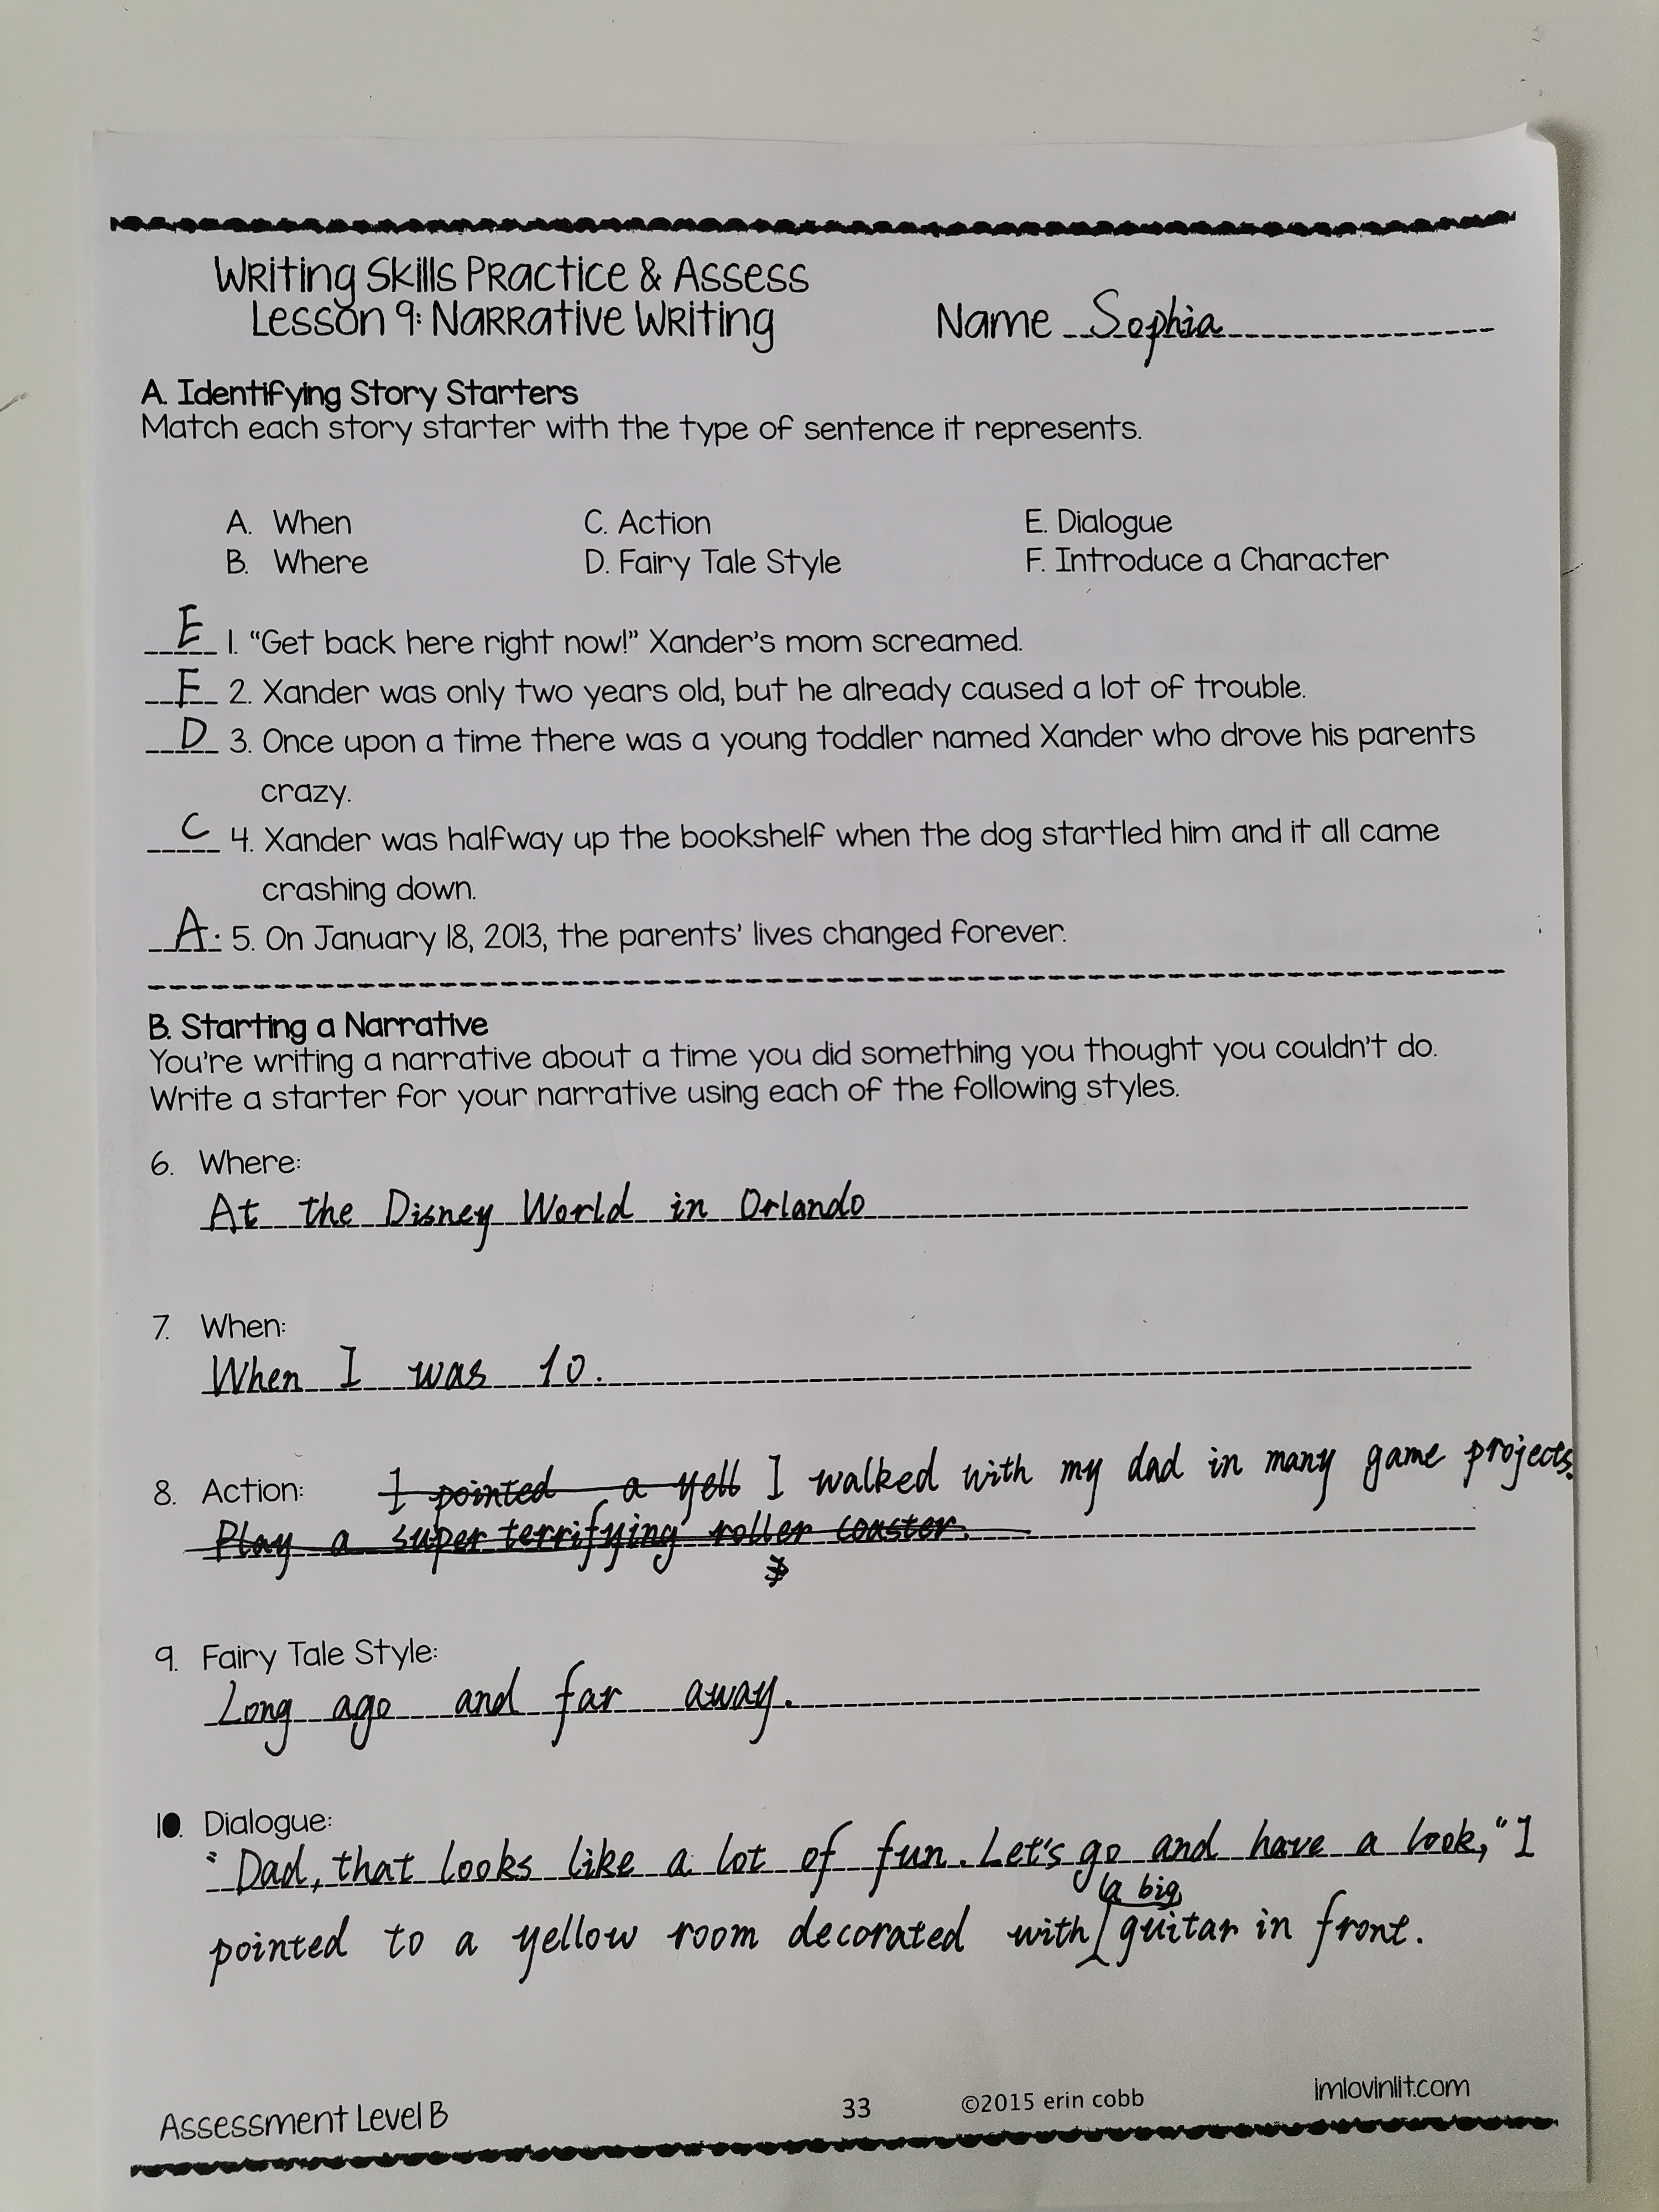 Writing Skills Practice & Assess
Lesson 9: Narrative Writing
Name Sophia
A. Identifying Story Starters
Match each story starter with the type of sentence it represents.
A. When C. Action E. Dialogue
B. Where D. Fairy Tale Style F. Introduce a Character
E 1. “Get back here right now!” Xander’s mom screamed.
F 2. Xander was only two years old, but he already caused a lot of trouble.
D 3. Once upon a time there was a young toddler named Xander who drove his parents
crazy.
C 4. Xander was halfway up the bookshelf when the dog startled him and it all came
crashing down.
A. 5. On January 18, 2013, the parents’ lives changed forever.
B. Starting a Narrative
You’re writing a narrative about a time you did something you thought you couldn’t do.
Write a starter for your narrative using each of the following styles.
6. Where:
At the Disney World in Orlando
7. When:
When I was 10.
8. Action: I pointed a yell I walked with my dad in many game projects.
Play a super terrifying roller coaster.
9. Fairy Tale Style:
Long ago and far away.
10. Dialogue:
"Dad, that looks like a lot of fun. Let's go and have a look," I
a big
pointed to a yellow room decorated with guitar in front.
Assessment Level B 33 ©2015 erin cobb imlovinlit.com